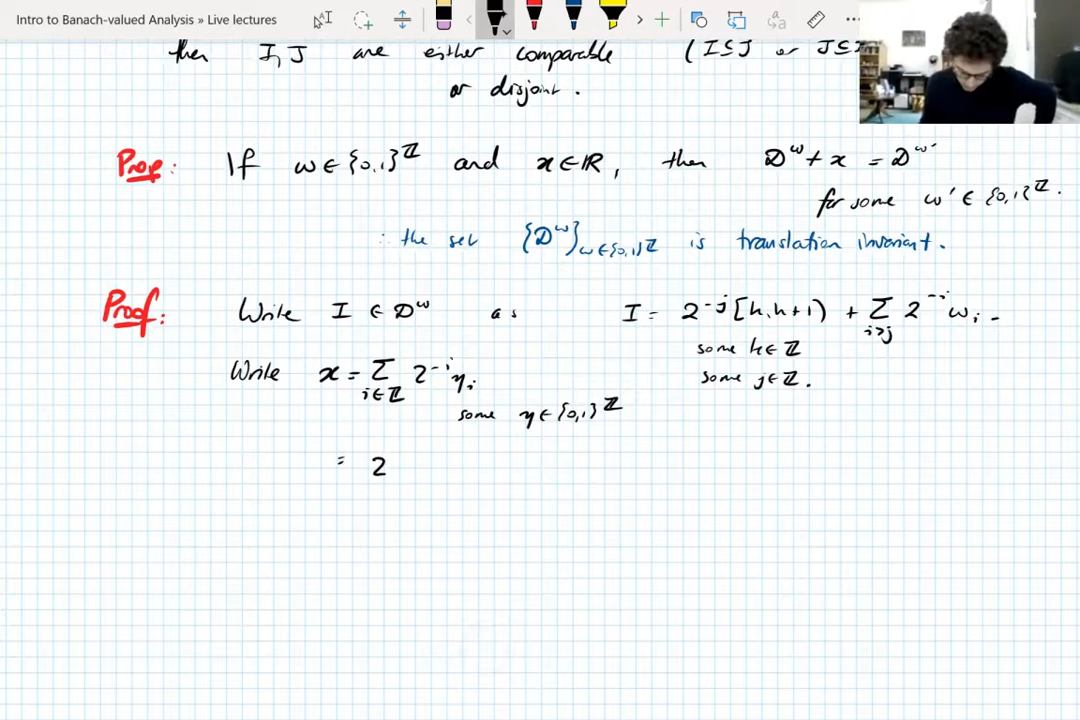 Intro to Banach-valued Analysis » Live lectures
then I, J are either comparable (I ⊆ J or J ⊆ I
or disjoint.
Prop: If ω ∈ {0,1}^ℤ and x ∈ ℝ, then 𝒟^ω + x = 𝒟^ω'
for some ω' ∈ {0,1}^ℤ.
∴ the set {𝒟^ω}_{ω∈{0,1}^ℤ} is translation invariant.
Proof: Write I ∈ 𝒟^ω as I = 2^{-j}[k, k+1) + Σ_{i>j} 2^{-i} ω_i.
some k ∈ ℤ
Write x = Σ_{i∈ℤ} 2^{-i} η_i some j ∈ ℤ.
some η ∈ {0,1}^ℤ
= 2